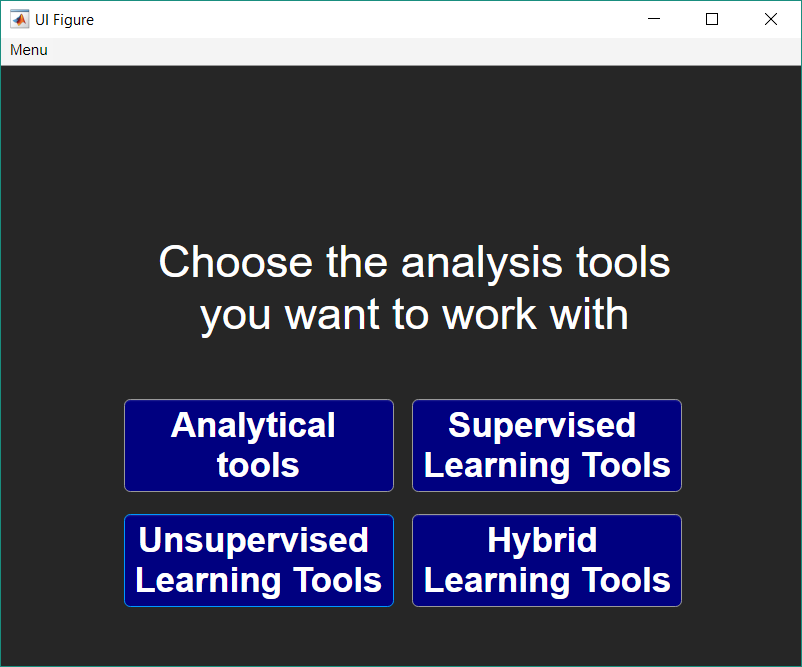 UI Figure
Menu
Choose the analysis tools
you want to work with
Analytical
tools
Supervised
Learning Tools
Unsupervised
Learning Tools
Hybrid
Learning Tools